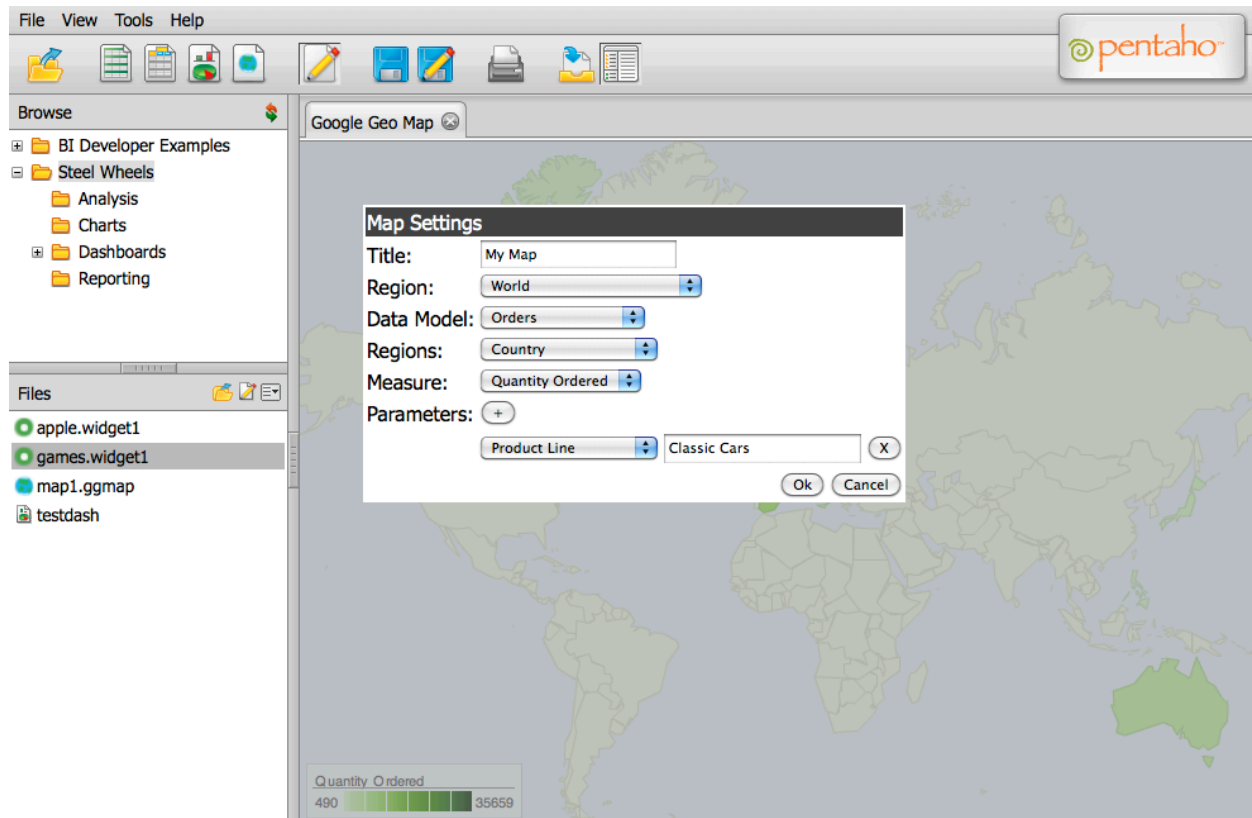 File View Tools Help
pentaho™
Browse
BI Developer Examples
Steel Wheels
Analysis
Charts
Dashboards
Reporting
Files
apple.widget1
games.widget1
map1.ggmap
testdash
Google Geo Map
Map Settings
Title: My Map
Region: World
Data Model: Orders
Regions: Country
Measure: Quantity Ordered
Parameters: +
Product Line Classic Cars X
Ok Cancel
Quantity Ordered
490 35659